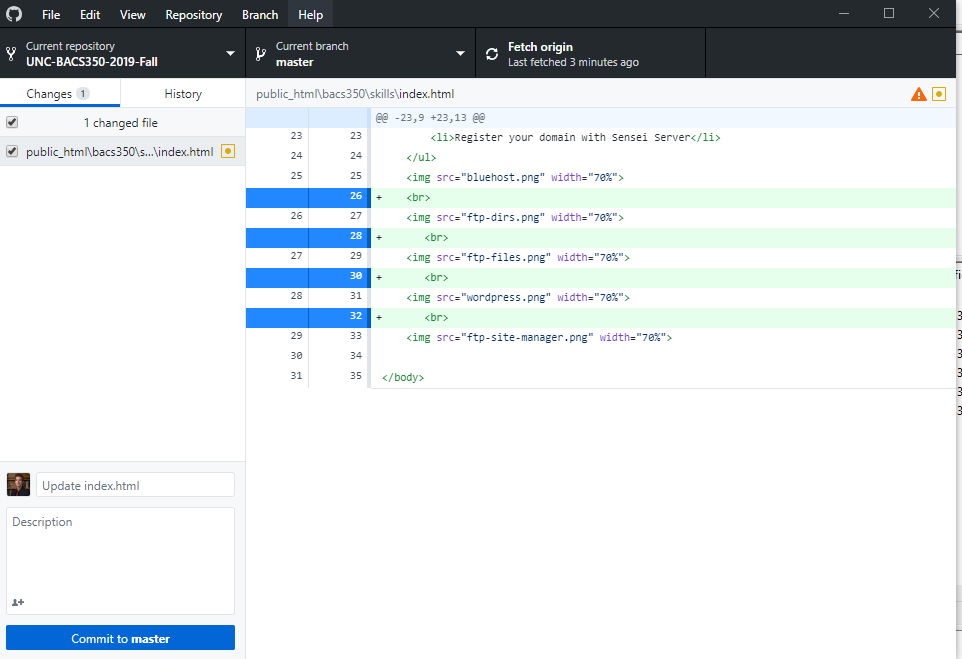 File Edit View Repository Branch Help
Current repository
UNC-BACS350-2019-Fall
Current branch
master
Fetch origin
Last fetched 3 minutes ago
Changes 1 History
1 changed file
public_html\bacs350\s...\index.html
public_html\bacs350\skills\index.html
@@ -23,9 +23,13 @@
23 23 <li>Register your domain with Sensei Server</li>
24 24 </ul>
25 25 <img src="bluehost.png" width="70%">
26 + <br>
26 27 <img src="ftp-dirs.png" width="70%">
28 + <br>
27 29 <img src="ftp-files.png" width="70%">
30 + <br>
28 31 <img src="wordpress.png" width="70%">
32 + <br>
29 33 <img src="ftp-site-manager.png" width="70%">
30 34
31 35 </body>
Update index.html
Description
Commit to master